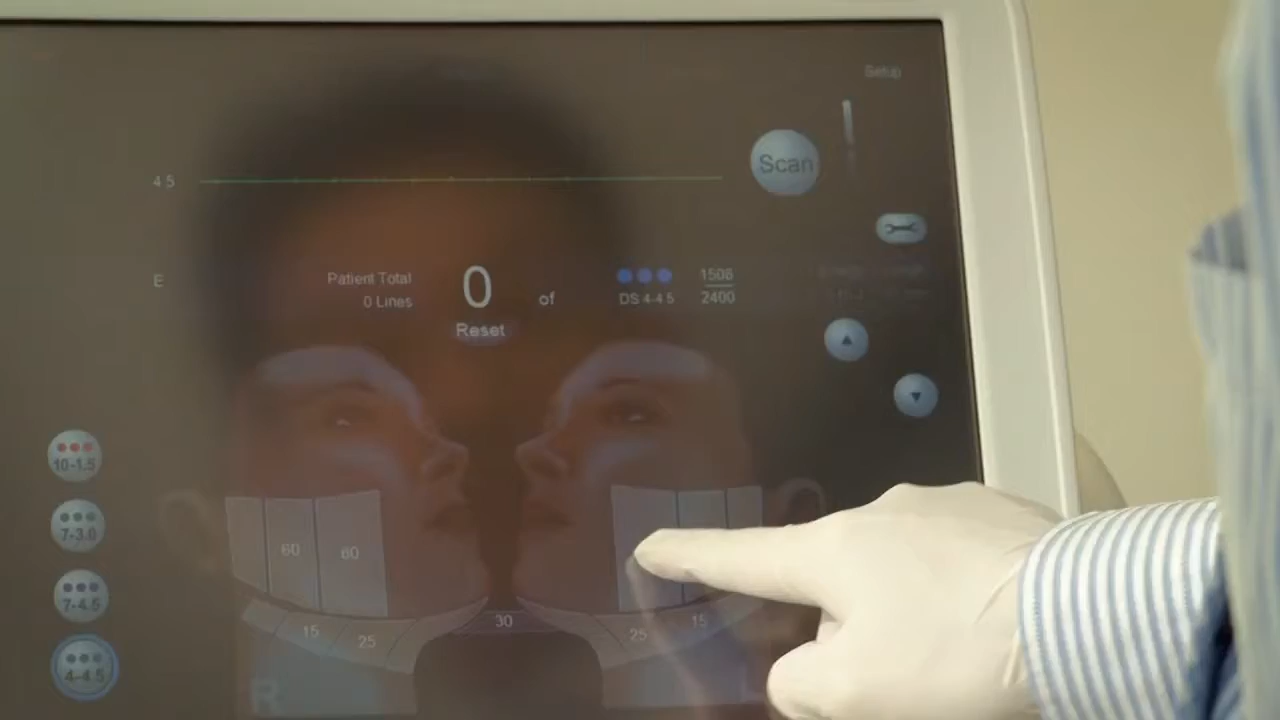 Setup
Scan
4 5
E
Patient Total
0 Lines
0
Reset
of
DS 4-4.5
1508
2400
10-1.5
7-3.0
7-4.5
4-4.5
60
60
15
25
30
25
15
R